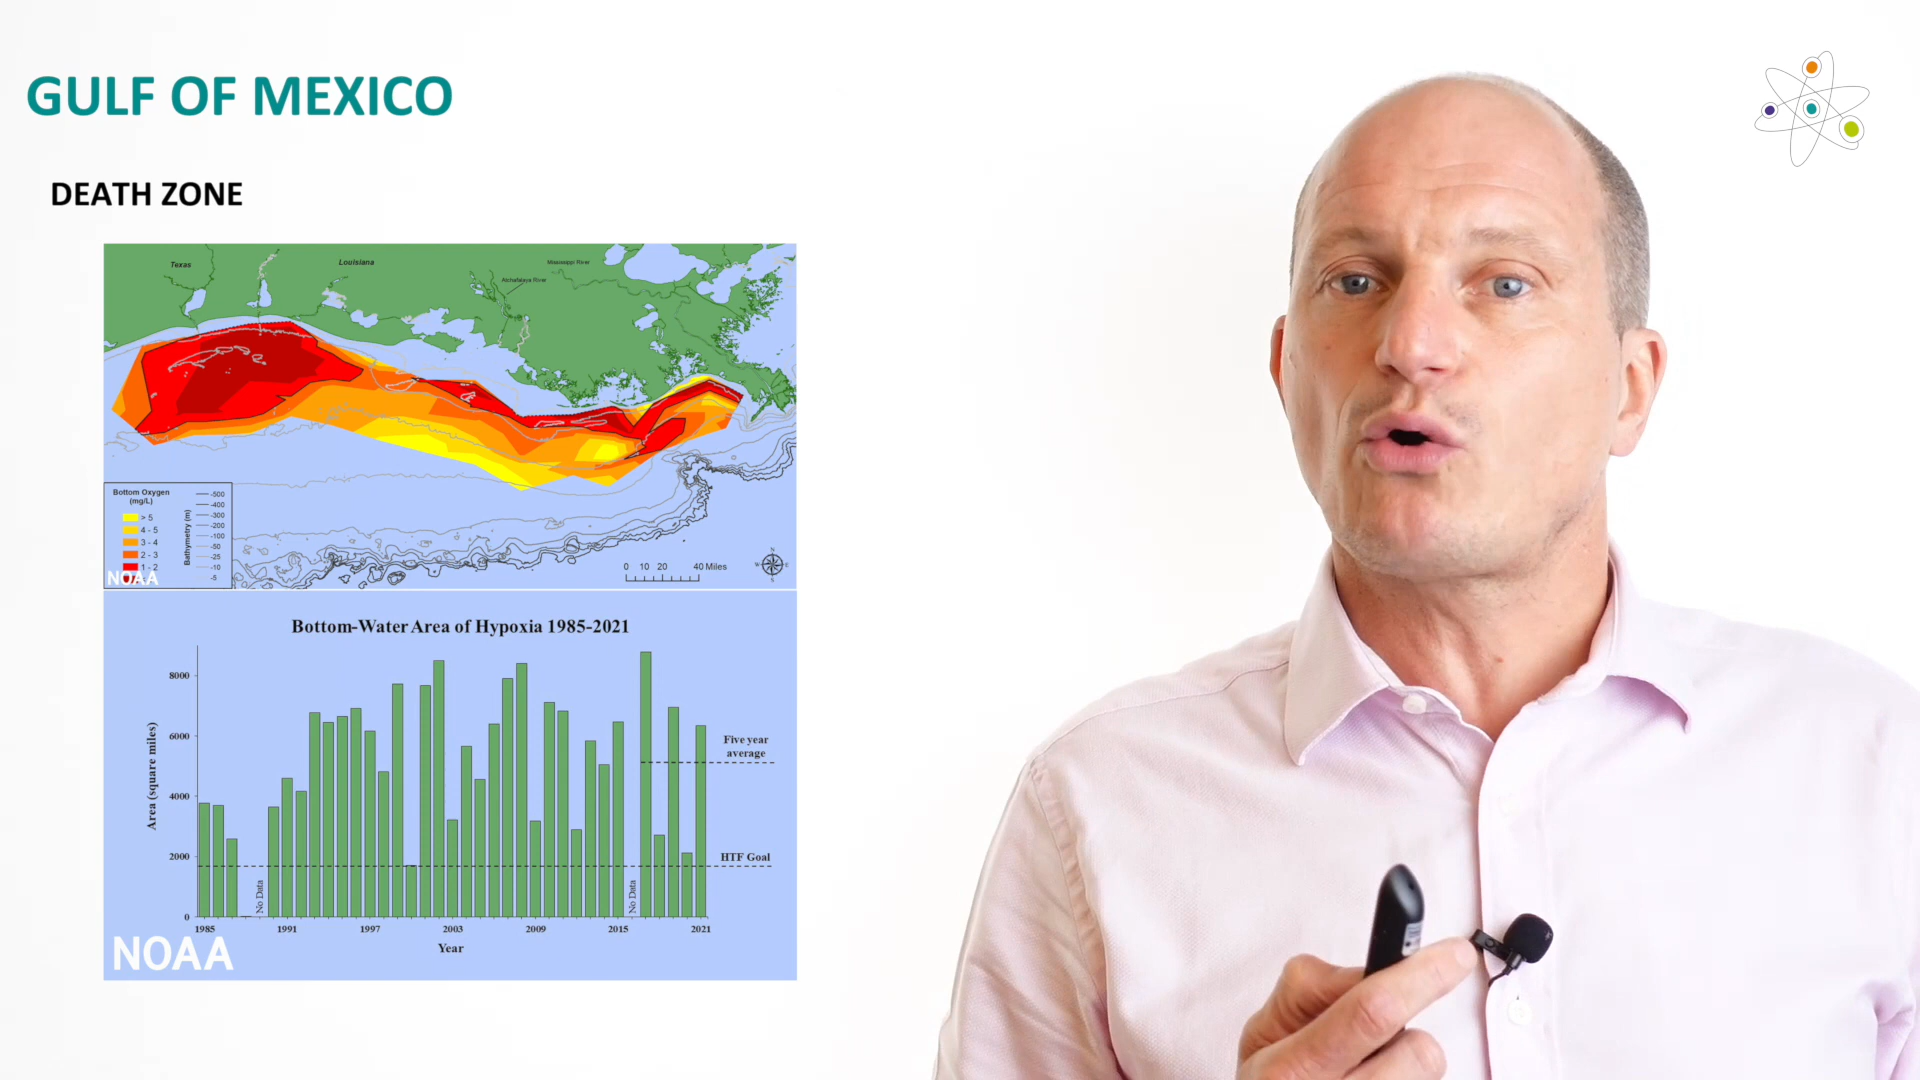 GULF OF MEXICO
DEATH ZONE
Texas
Louisiana
Mississippi River
Atchafalaya River
Bottom Oxygen
(mg/L)
> 5
4 - 5
3 - 4
2 - 3
1 - 2
Bathymetry (m)
-500
-400
-300
-200
-100
-50
-25
-10
-5
NOAA
0 10 20 40 Miles
N
W
E
S
Bottom-Water Area of Hypoxia 1985-2021
Area (square miles)
8000
6000
4000
2000
0
No Data
No Data
Five year
average
HTF Goal
1985 1991 1997 2003 2009 2015 2021
Year
NOAA